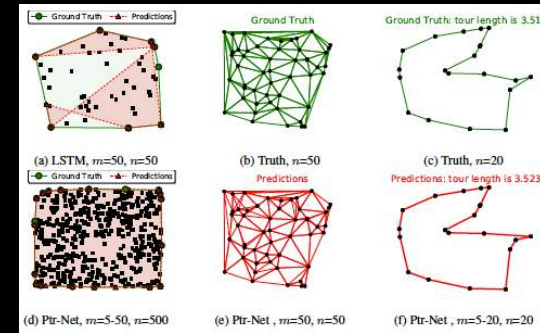 Ground Truth Predictions
Ground Truth
Ground Truth: tour length is 3.51
(a) LSTM, m=50, n=50
(b) Truth, n=50
(c) Truth, n=20
Ground Truth Predictions
Predictions
Predictions: tour length is 3.523
(d) Ptr-Net, m=5-50, n=500
(e) Ptr-Net , m=50, n=50
(f) Ptr-Net , m=5-20, n=20